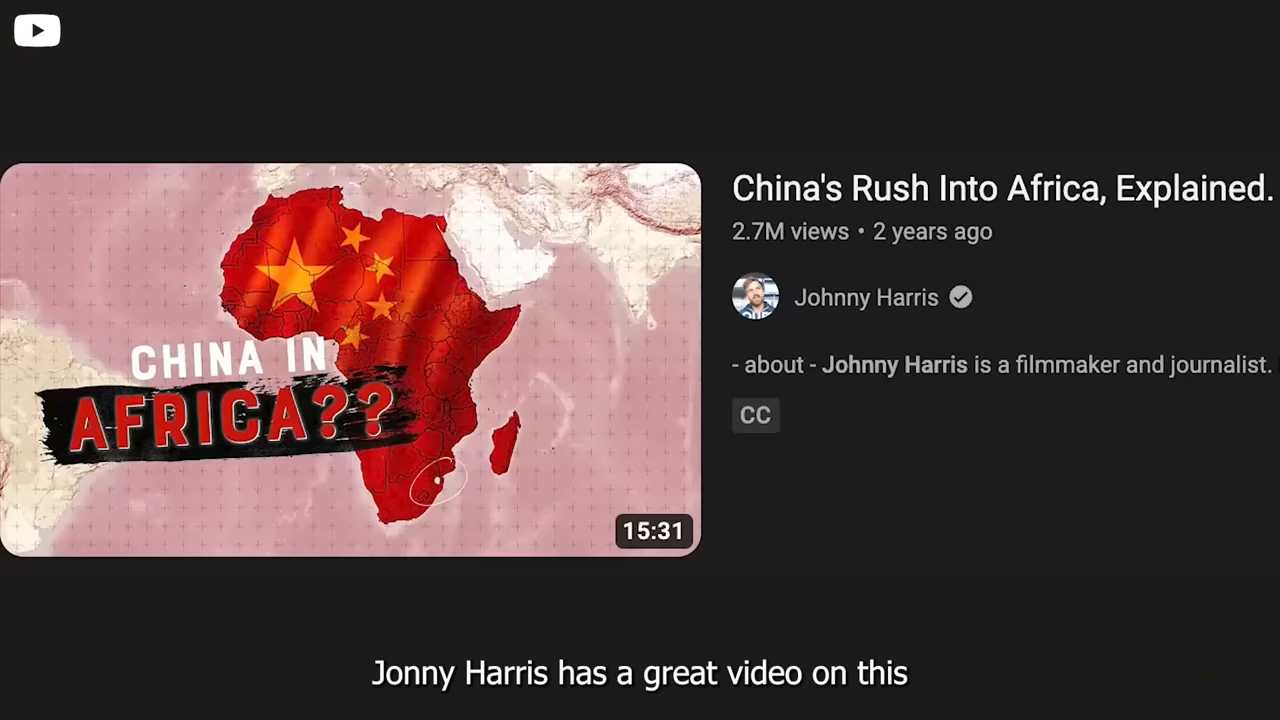 CHINA IN
AFRICA??
15:31
China's Rush Into Africa, Explained.
2.7M views • 2 years ago
Johnny Harris
- about - Johnny Harris is a filmmaker and journalist.
CC
Jonny Harris has a great video on this